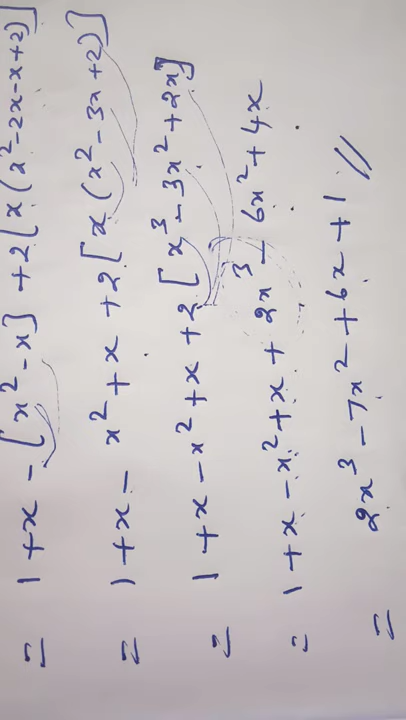 = 1 + x - [x² - x] + 2[x(x² - 2x - x + 2)]
= 1 + x - x² + x + 2[x(x² - 3x + 2)]
= 1 + x - x² + x + 2[x³ - 3x² + 2x]
= 1 + x - x² + x + 2x³ - 6x² + 4x
= 2x³ - 7x² + 6x + 1 //